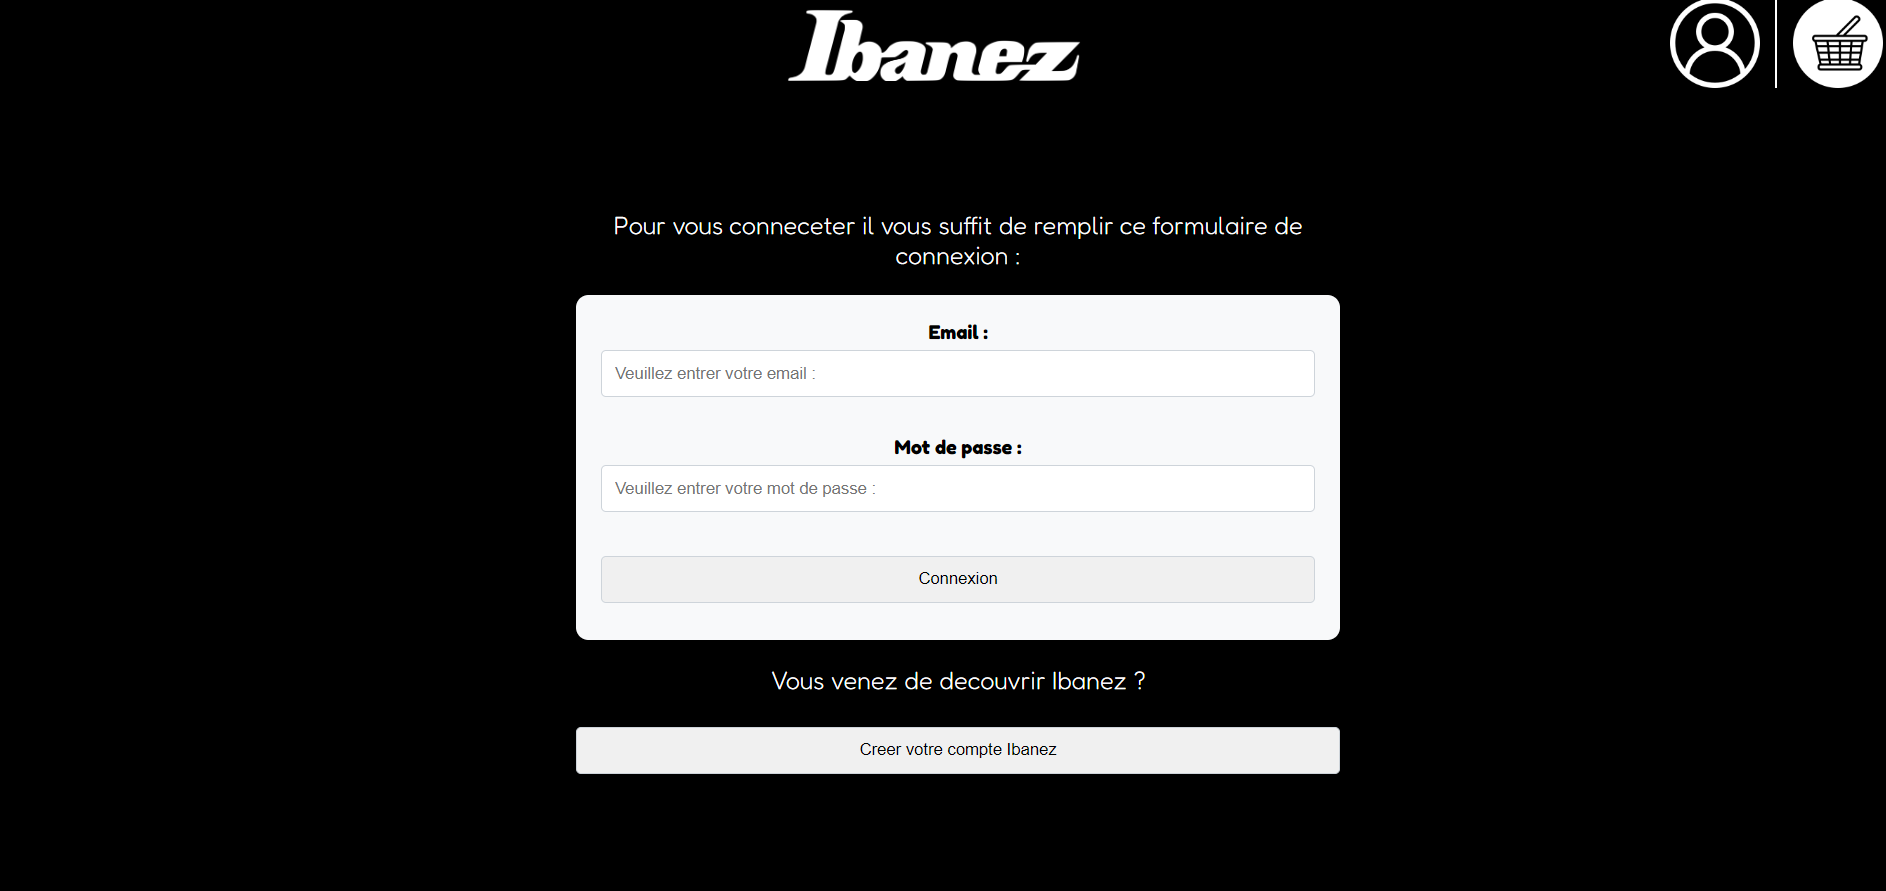 Ibanez
Pour vous conneceter il vous suffit de remplir ce formulaire de
connexion :
Email :
Veuillez entrer votre email :
Mot de passe :
Veuillez entrer votre mot de passe :
Connexion
Vous venez de decouvrir Ibanez ?
Creer votre compte Ibanez